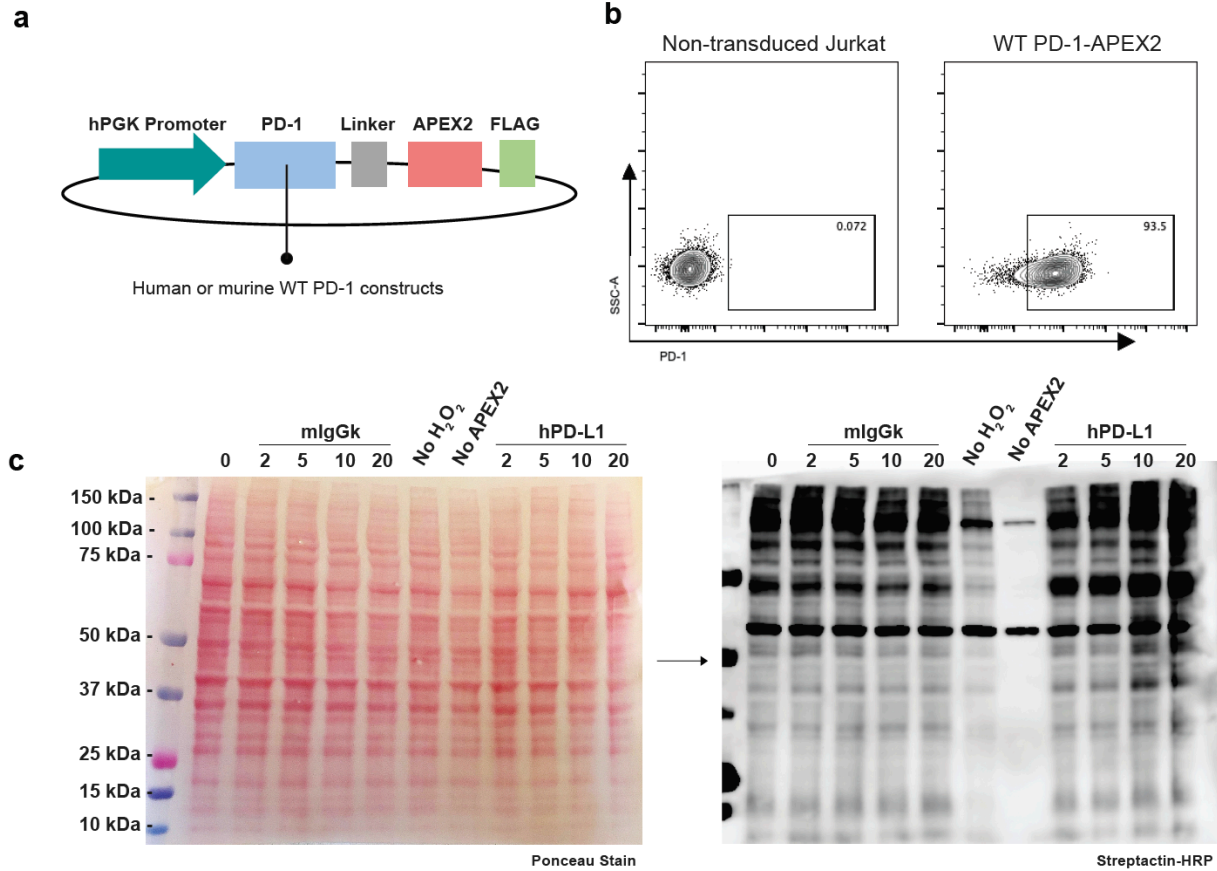 a
hPGK Promoter PD-1 Linker APEX2 FLAG
Human or murine WT PD-1 constructs
b
Non-transduced Jurkat WT PD-1-APEX2
0.072
93.5
SSC-A
PD-1
c
mIgGk No H2O2 No APEX2 hPD-L1
0 2 5 10 20 2 5 10 20
150 kDa -
100 kDa -
75 kDa -
50 kDa -
37 kDa -
25 kDa -
15 kDa -
10 kDa -
Ponceau Stain
mIgGk No H2O2 No APEX2 hPD-L1
0 2 5 10 20 2 5 10 20
Streptactin-HRP